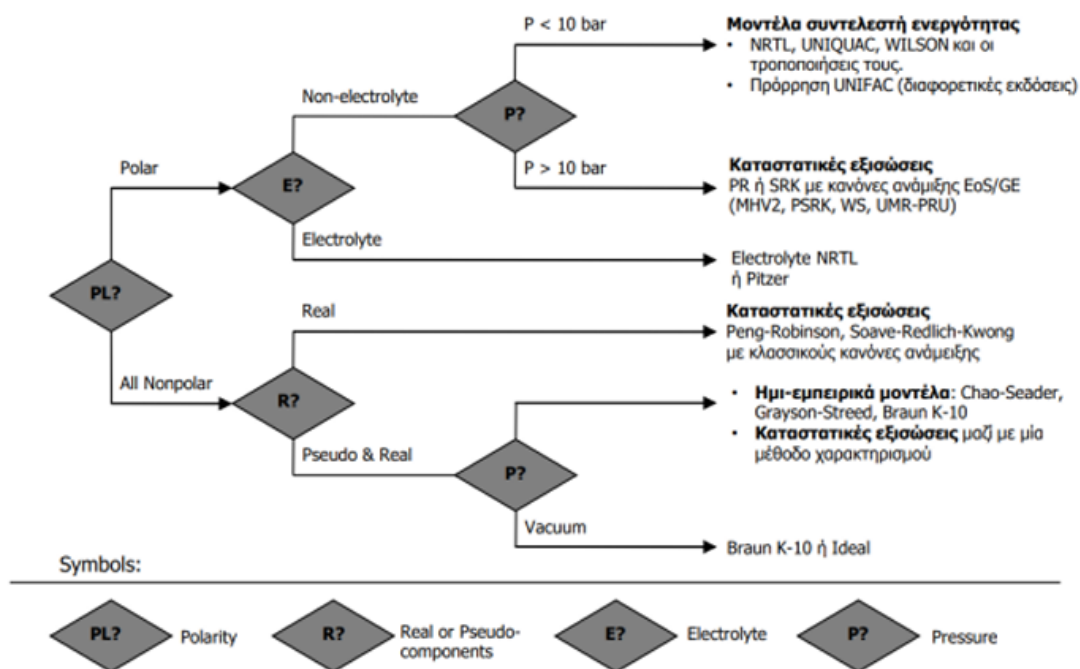 P < 10 bar
Μοντέλα συντελεστή ενεργότητας
• NRTL, UNIQUAC, WILSON και οι
τροποποιήσεις τους.
• Πρόρρηση UNIFAC (διαφορετικές εκδόσεις)
Non-electrolyte
P?
Polar
P > 10 bar
Καταστατικές εξισώσεις
PR ή SRK με κανόνες ανάμιξης EoS/GE
(MHV2, PSRK, WS, UMR-PRU)
E?
Electrolyte
Electrolyte NRTL
ή Pitzer
PL?
Real
Καταστατικές εξισώσεις
Peng-Robinson, Soave-Redlich-Kwong
με κλασσικούς κανόνες ανάμειξης
All Nonpolar
R?
• Ημι-εμπειρικά μοντέλα: Chao-Seader,
Grayson-Streed, Braun K-10
• Καταστατικές εξισώσεις μαζί με μία
μέθοδο χαρακτηρισμού
Pseudo & Real
P?
Vacuum
Braun K-10 ή Ideal
Symbols:
PL? Polarity
R? Real or Pseudo-
components
E? Electrolyte
P? Pressure